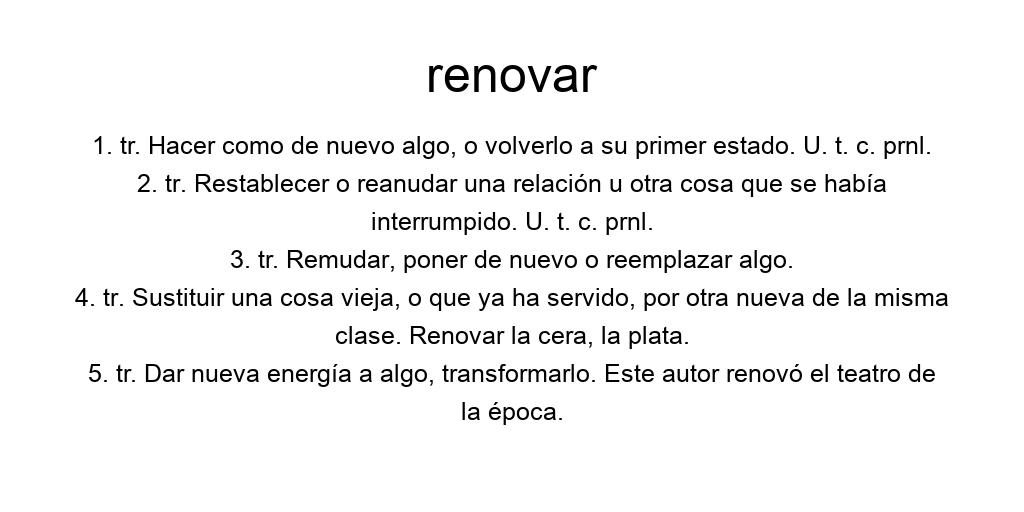 renovar
1. tr. Hacer como de nuevo algo, o volverlo a su primer estado. U. t. c. prnl.
2. tr. Restablecer o reanudar una relación u otra cosa que se había
interrumpido. U. t. c. prnl.
3. tr. Remudar, poner de nuevo o reemplazar algo.
4. tr. Sustituir una cosa vieja, o que ya ha servido, por otra nueva de la misma
clase. Renovar la cera, la plata.
5. tr. Dar nueva energía a algo, transformarlo. Este autor renovó el teatro de
la época.